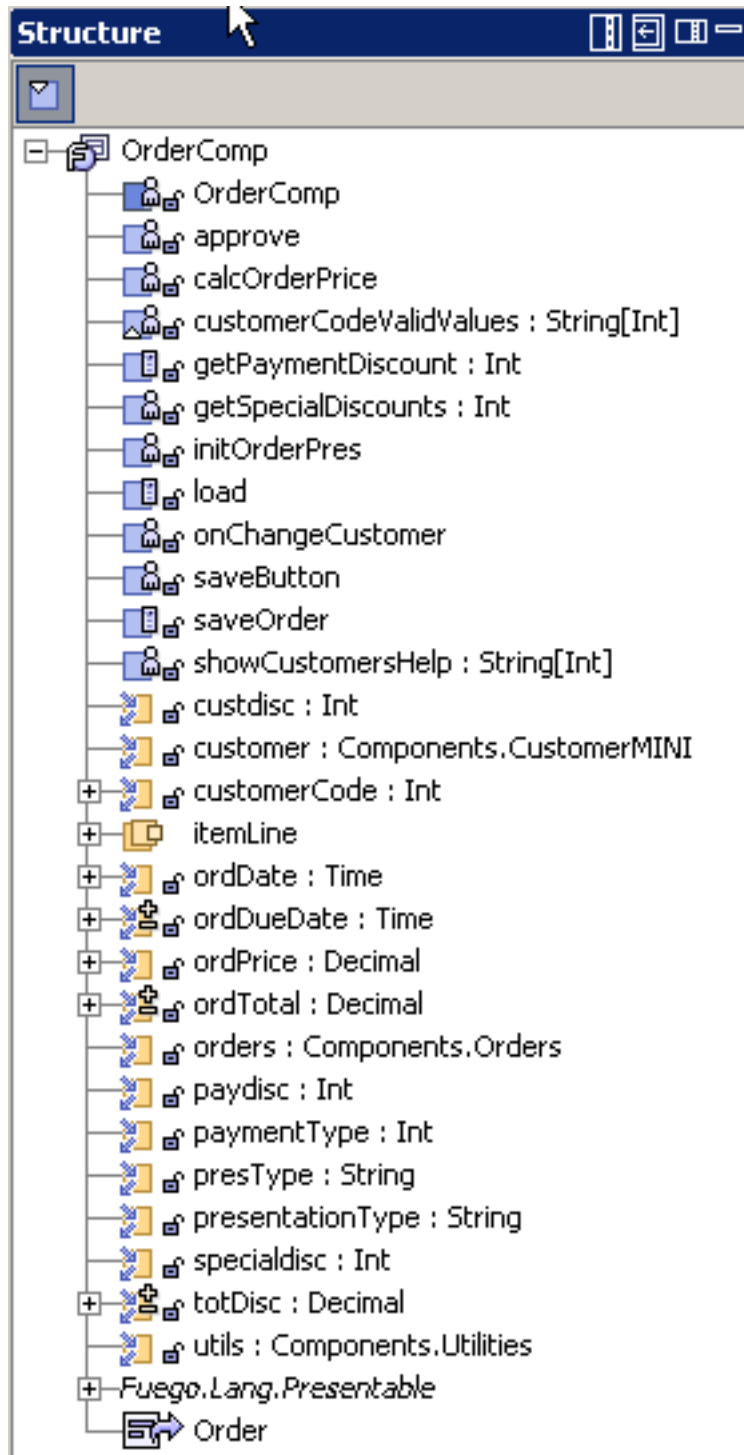 Structure
OrderComp
OrderComp
approve
calcOrderPrice
customerCodeValidValues : String[Int]
getPaymentDiscount : Int
getSpecialDiscounts : Int
initOrderPres
load
onChangeCustomer
saveButton
saveOrder
showCustomersHelp : String[Int]
custdisc : Int
customer : Components.CustomerMINI
customerCode : Int
itemLine
ordDate : Time
ordDueDate : Time
ordPrice : Decimal
ordTotal : Decimal
orders : Components.Orders
paydisc : Int
paymentType : Int
presType : String
presentationType : String
specialdisc : Int
totDisc : Decimal
utils : Components.Utilities
Fuego.Lang.Presentable
Order